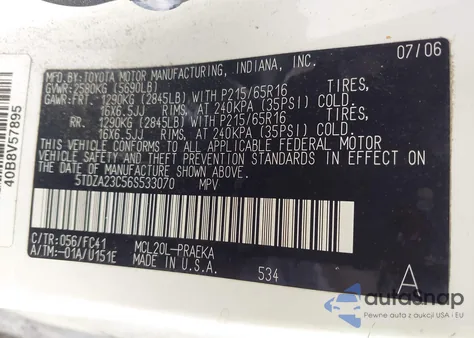 MFD.BY:TOYOTA MOTOR MANUFACTURING, INDIANA, INC. 07/06
GVWR:2580KG (5690LB)
GAWR:FRT. 1290KG (2845LB) WITH P215/65R16 TIRES,
16X6.5JJ RIMS, AT 240KPA (35PSI) COLD.
RR. 1290KG (2845LB) WITH P215/65R16 TIRES,
16X6.5JJ RIMS, AT 240KPA (35PSI) COLD.
THIS VEHICLE CONFORMS TO ALL APPLICABLE FEDERAL MOTOR
VEHICLE SAFETY, BUMPER, AND THEFT PREVENTION STANDARDS IN EFFECT ON
THE DATE OF MANUFACTURE SHOWN ABOVE.
5TDZA23C56S533070 MPV
C/TR:056/FC41 MCL20L-PRAEKA
A/TM:-01A/U151E MADE IN U.S.A. 534
A
40B8V57895
autoSnap
Pewne auta z aukcji USA i EU